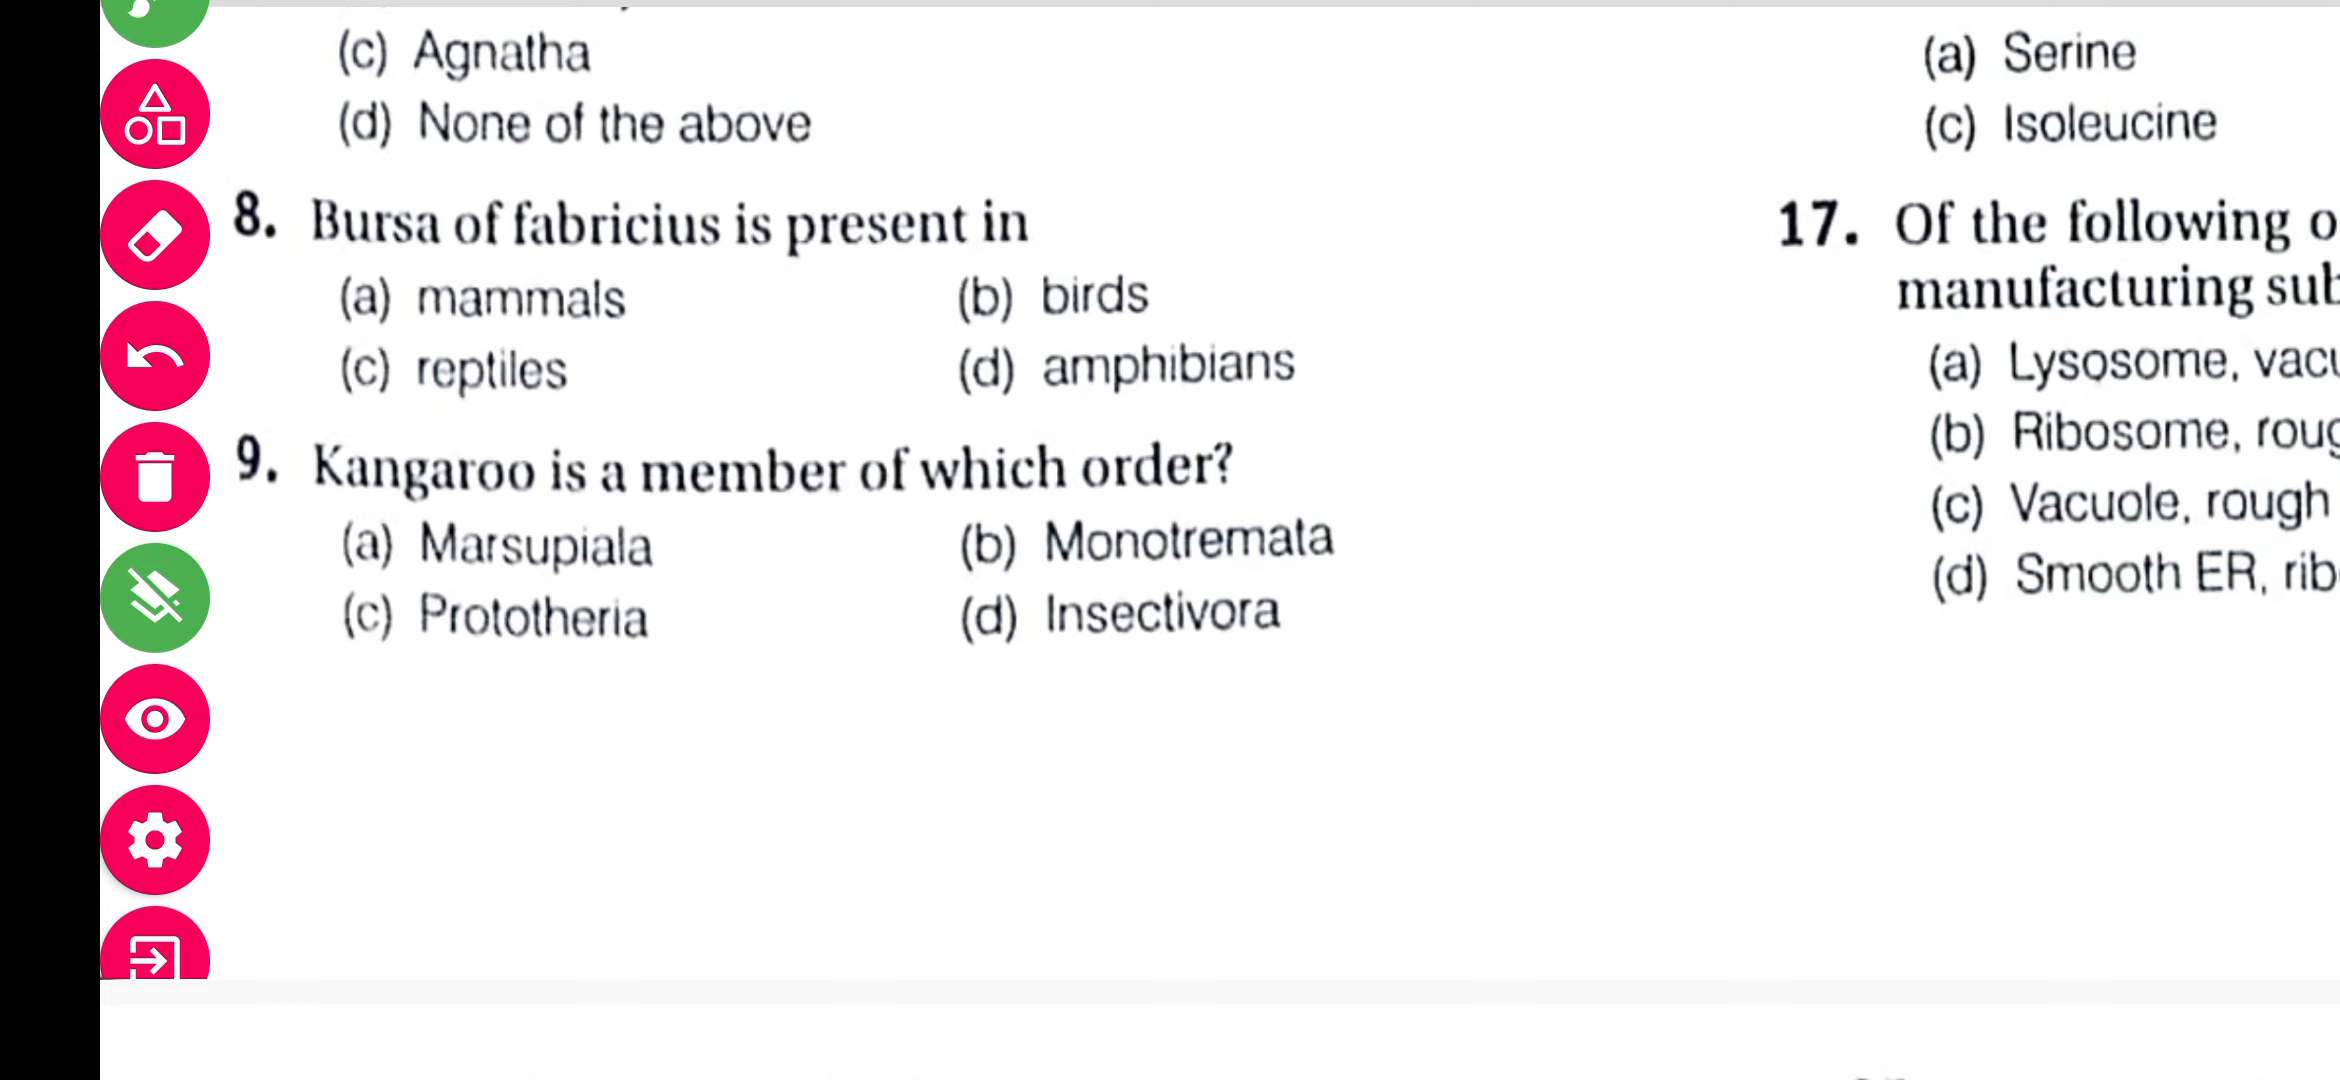 (c) Agnatha
(d) None of the above
8. Bursa of fabricius is present in
(a) mammals (b) birds
(c) reptiles (d) amphibians
9. Kangaroo is a member of which order?
(a) Marsupiala (b) Monotremata
(c) Prototheria (d) Insectivora
(a) Serine
(c) Isoleucine
17. Of the following
manufacturing
(a) Lysosome,
(b) Ribosome,
(c) Vacuole, rough
(d) Smooth ER,